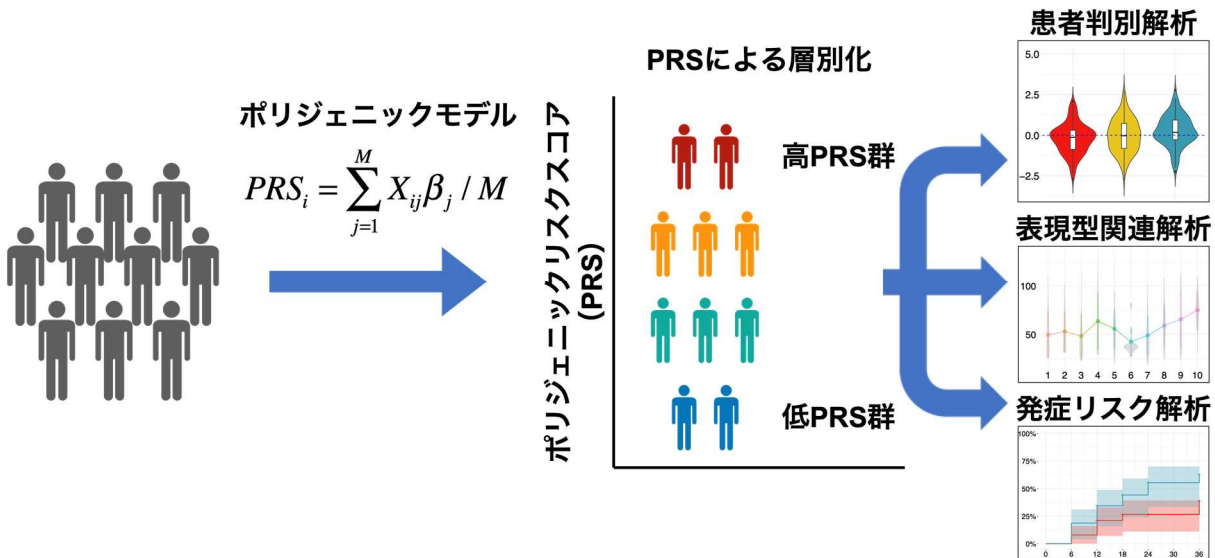 ポリジェニックモデル
PRS_i = \sum_{j=1}^{M} X_{ij} β_j / M
ポリジェニックリスクスコア
(PRS)
PRSによる層別化
高PRS群
低PRS群
患者判別解析
5.0
2.5
0.0
−2.5
表現型関連解析
100
50
1 2 3 4 5 6 7 8 9 10
発症リスク解析
100%
75%
50%
25%
0%
0 6 12 18 24 30 36